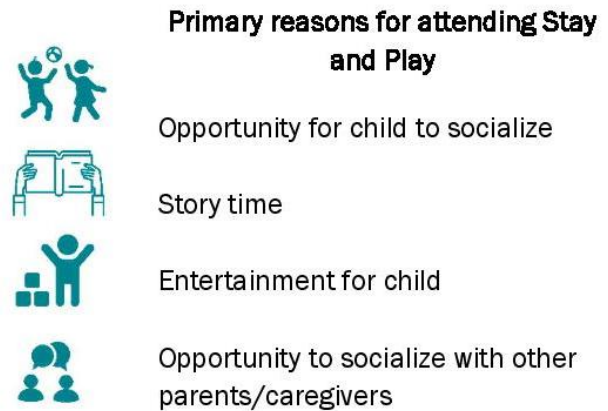 Primary reasons for attending Stay
and Play
Opportunity for child to socialize
Story time
Entertainment for child
Opportunity to socialize with other
parents/caregivers